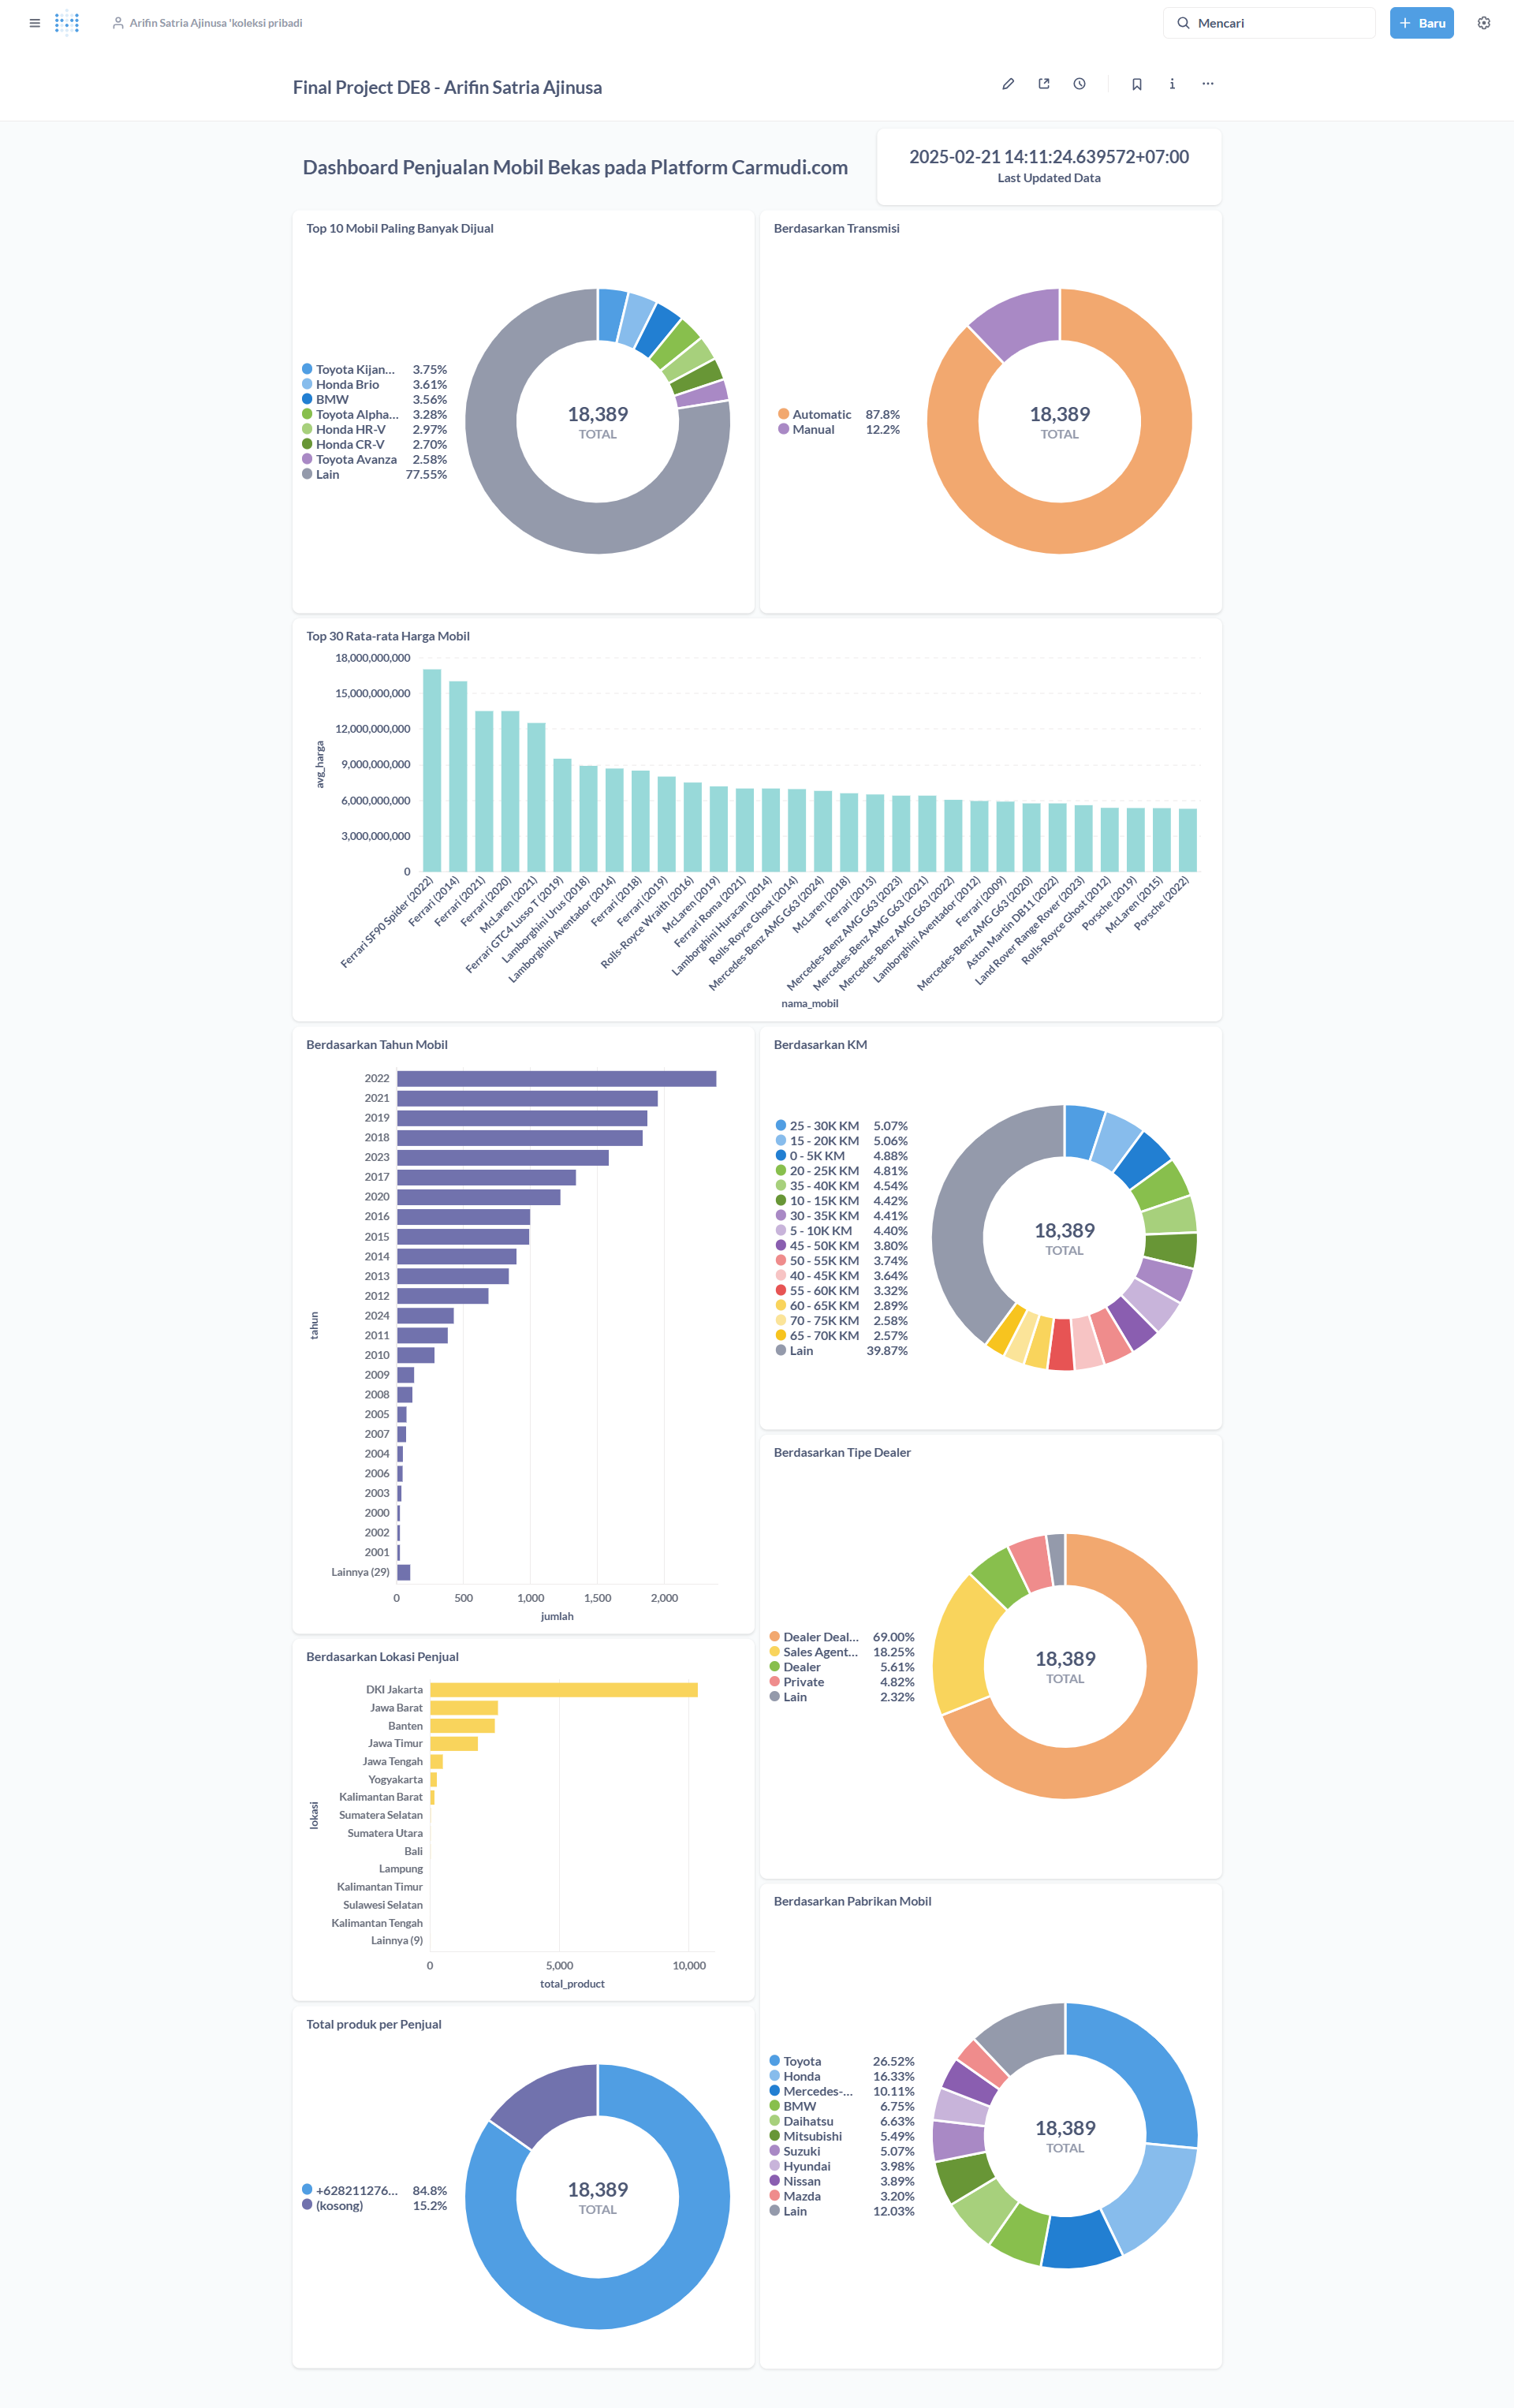 Arifin Satria Ajinusa 'koleksi pribadi
Mencari
Baru
Final Project DE8 - Arifin Satria Ajinusa
Dashboard Penjualan Mobil Bekas pada Platform Carmudi.com
2025-02-21 14:11:24.639572+07:00
Last Updated Data
Top 10 Mobil Paling Banyak Dijual
Toyota Kijan... 3.75%
Honda Brio 3.61%
BMW 3.56%
Toyota Alpha... 3.28%
Honda HR-V 2.97%
Honda CR-V 2.70%
Toyota Avanza 2.58%
Lain 77.55%
18,389
TOTAL
Berdasarkan Transmisi
Automatic 87.8%
Manual 12.2%
18,389
TOTAL
Top 30 Rata-rata Harga Mobil
avg_harga
18,000,000,000
15,000,000,000
12,000,000,000
9,000,000,000
6,000,000,000
3,000,000,000
0
Ferrari SF90 Spider (2022)
Ferrari (2014)
Ferrari (2021)
Ferrari (2020)
McLaren (2021)
Ferrari GTC4 Lusso T (2019)
Lamborghini Urus (2018)
Lamborghini Aventador (2014)
Ferrari (2018)
Ferrari (2019)
Rolls-Royce Wraith (2016)
McLaren (2019)
Ferrari Roma (2021)
Lamborghini Huracan (2014)
Rolls-Royce Ghost (2014)
Mercedes-Benz AMG G63 (2024)
McLaren (2018)
Ferrari (2013)
Mercedes-Benz AMG G63 (2023)
Mercedes-Benz AMG G63 (2021)
Mercedes-Benz AMG G63 (2022)
Lamborghini Aventador (2012)
Ferrari (2009)
Mercedes-Benz AMG G63 (2020)
Aston Martin DB11 (2022)
Land Rover Range Rover (2023)
Rolls-Royce Ghost (2012)
Porsche (2019)
McLaren (2015)
Porsche (2022)
nama_mobil
Berdasarkan Tahun Mobil
tahun
2022
2021
2019
2018
2023
2017
2020
2016
2015
2014
2013
2012
2024
2011
2010
2009
2008
2005
2007
2004
2006
2003
2000
2002
2001
Lainnya (29)
0 500 1,000 1,500 2,000
jumlah
Berdasarkan KM
25 - 30K KM 5.07%
15 - 20K KM 5.06%
0 - 5K KM 4.88%
20 - 25K KM 4.81%
35 - 40K KM 4.54%
10 - 15K KM 4.42%
30 - 35K KM 4.41%
5 - 10K KM 4.40%
45 - 50K KM 3.80%
50 - 55K KM 3.74%
40 - 45K KM 3.64%
55 - 60K KM 3.32%
60 - 65K KM 2.89%
70 - 75K KM 2.58%
65 - 70K KM 2.57%
Lain 39.87%
18,389
TOTAL
Berdasarkan Tipe Dealer
Dealer Deal... 69.00%
Sales Agent... 18.25%
Dealer 5.61%
Private 4.82%
Lain 2.32%
18,389
TOTAL
Berdasarkan Lokasi Penjual
lokasi
DKI Jakarta
Jawa Barat
Banten
Jawa Timur
Jawa Tengah
Yogyakarta
Kalimantan Barat
Sumatera Selatan
Sumatera Utara
Bali
Lampung
Kalimantan Timur
Sulawesi Selatan
Kalimantan Tengah
Lainnya (9)
0 5,000 10,000
total_product
Berdasarkan Pabrikan Mobil
Toyota 26.52%
Honda 16.33%
Mercedes-... 10.11%
BMW 6.75%
Daihatsu 6.63%
Mitsubishi 5.49%
Suzuki 5.07%
Hyundai 3.98%
Nissan 3.89%
Mazda 3.20%
Lain 12.03%
18,389
TOTAL
Total produk per Penjual
+628211276... 84.8%
(kosong) 15.2%
18,389
TOTAL